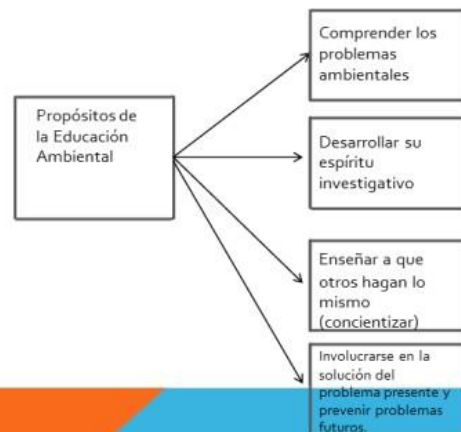 Propósitos de
la Educación
Ambiental
Comprender los
problemas
ambientales
Desarrollar su
espíritu
investigativo
Enseñar a que
otros hagan lo
mismo
(concientizar)
Involucrarse en la
solución del
problema presente y
prevenir problemas
futuros.